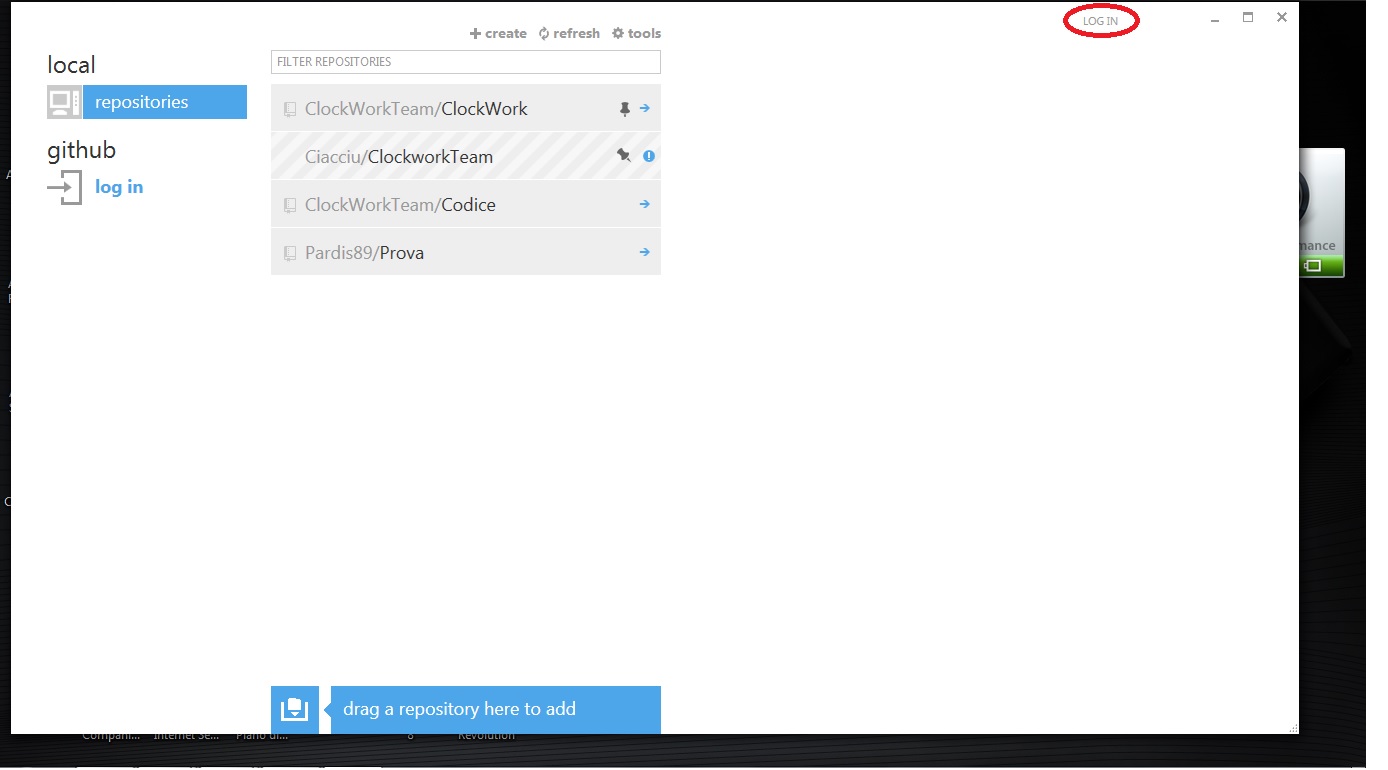 LOG IN
create refresh tools
local
FILTER REPOSITORIES
repositories
ClockWorkTeam/ClockWork
github
Ciacciu/ClockworkTeam
log in
ClockWorkTeam/Codice
Pardis89/Prova
drag a repository here to add
Compani... Internet Se... Piano di... 8 Revolution